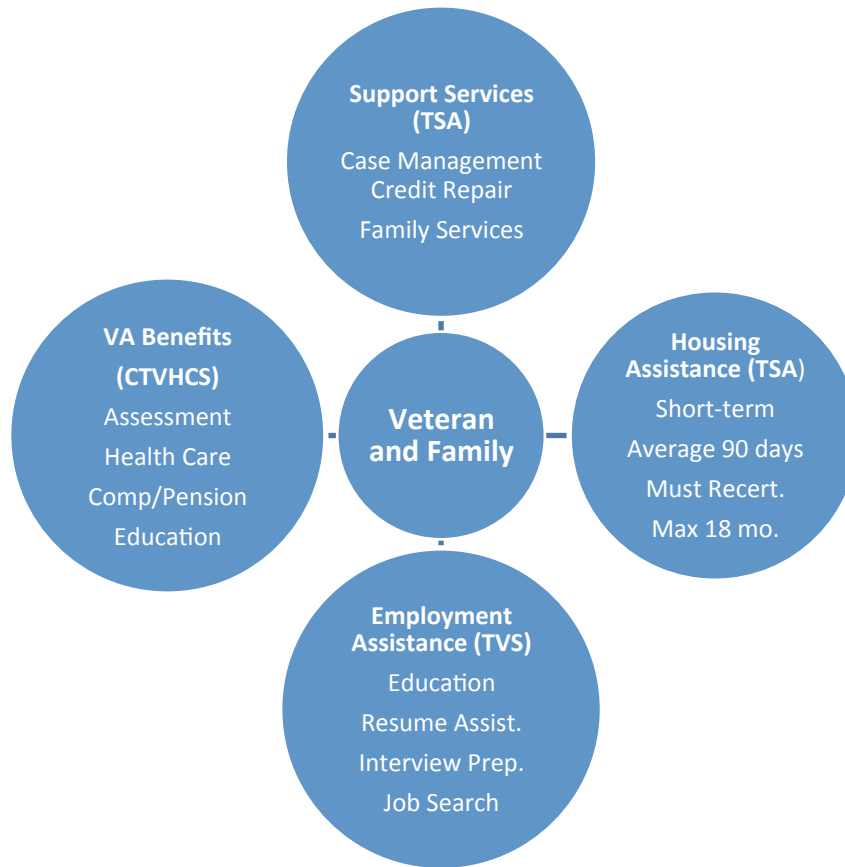 Support Services
(TSA)
Case Management
Credit Repair
Family Services
VA Benefits
(CTVHCS)
Assessment
Health Care
Comp/Pension
Education
Veteran
and Family
Housing
Assistance (TSA)
Short-term
Average 90 days
Must Recert.
Max 18 mo.
Employment
Assistance (TVS)
Education
Resume Assist.
Interview Prep.
Job Search